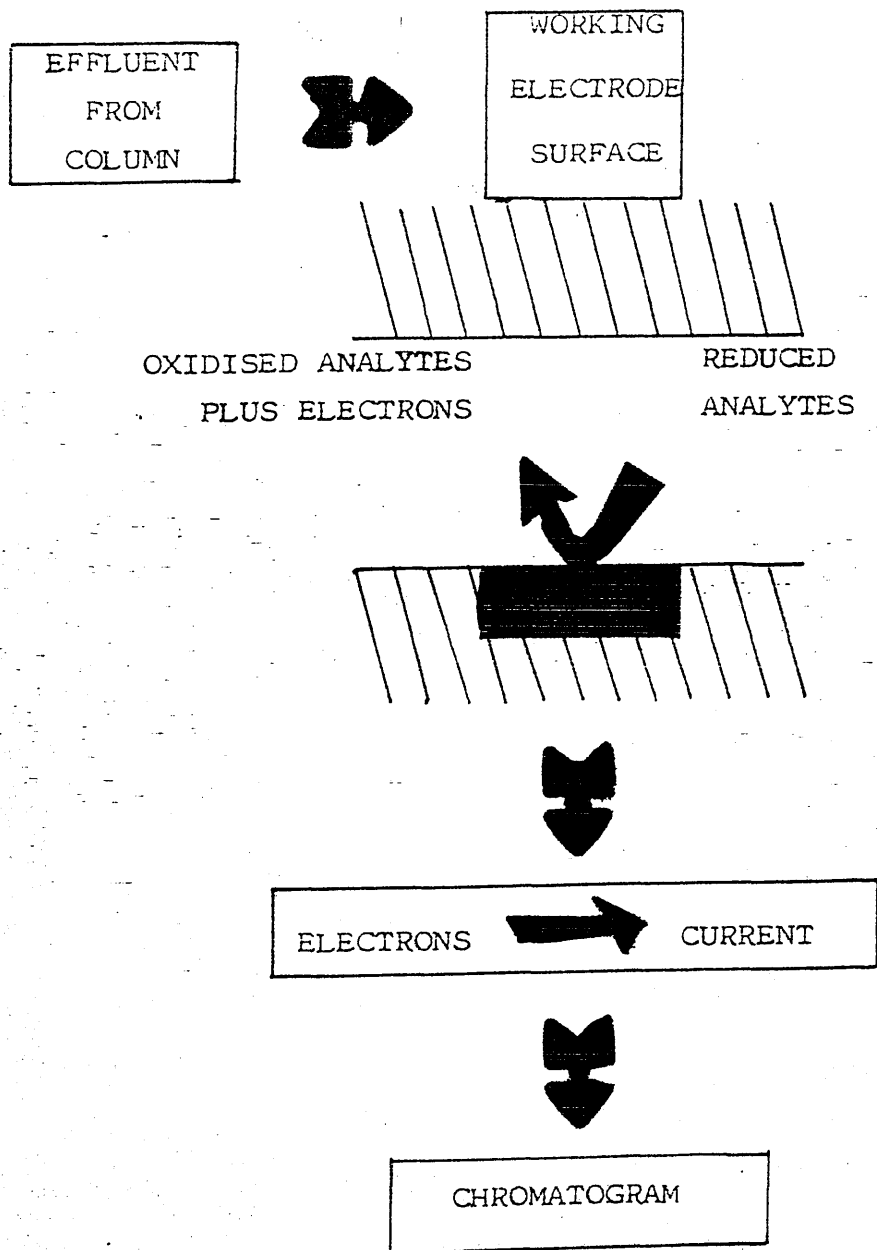 EFFLUENT
FROM
COLUMN
WORKING
ELECTRODE
SURFACE
OXIDISED ANALYTES
PLUS ELECTRONS
REDUCED
ANALYTES
ELECTRONS
CURRENT
CHROMATOGRAM